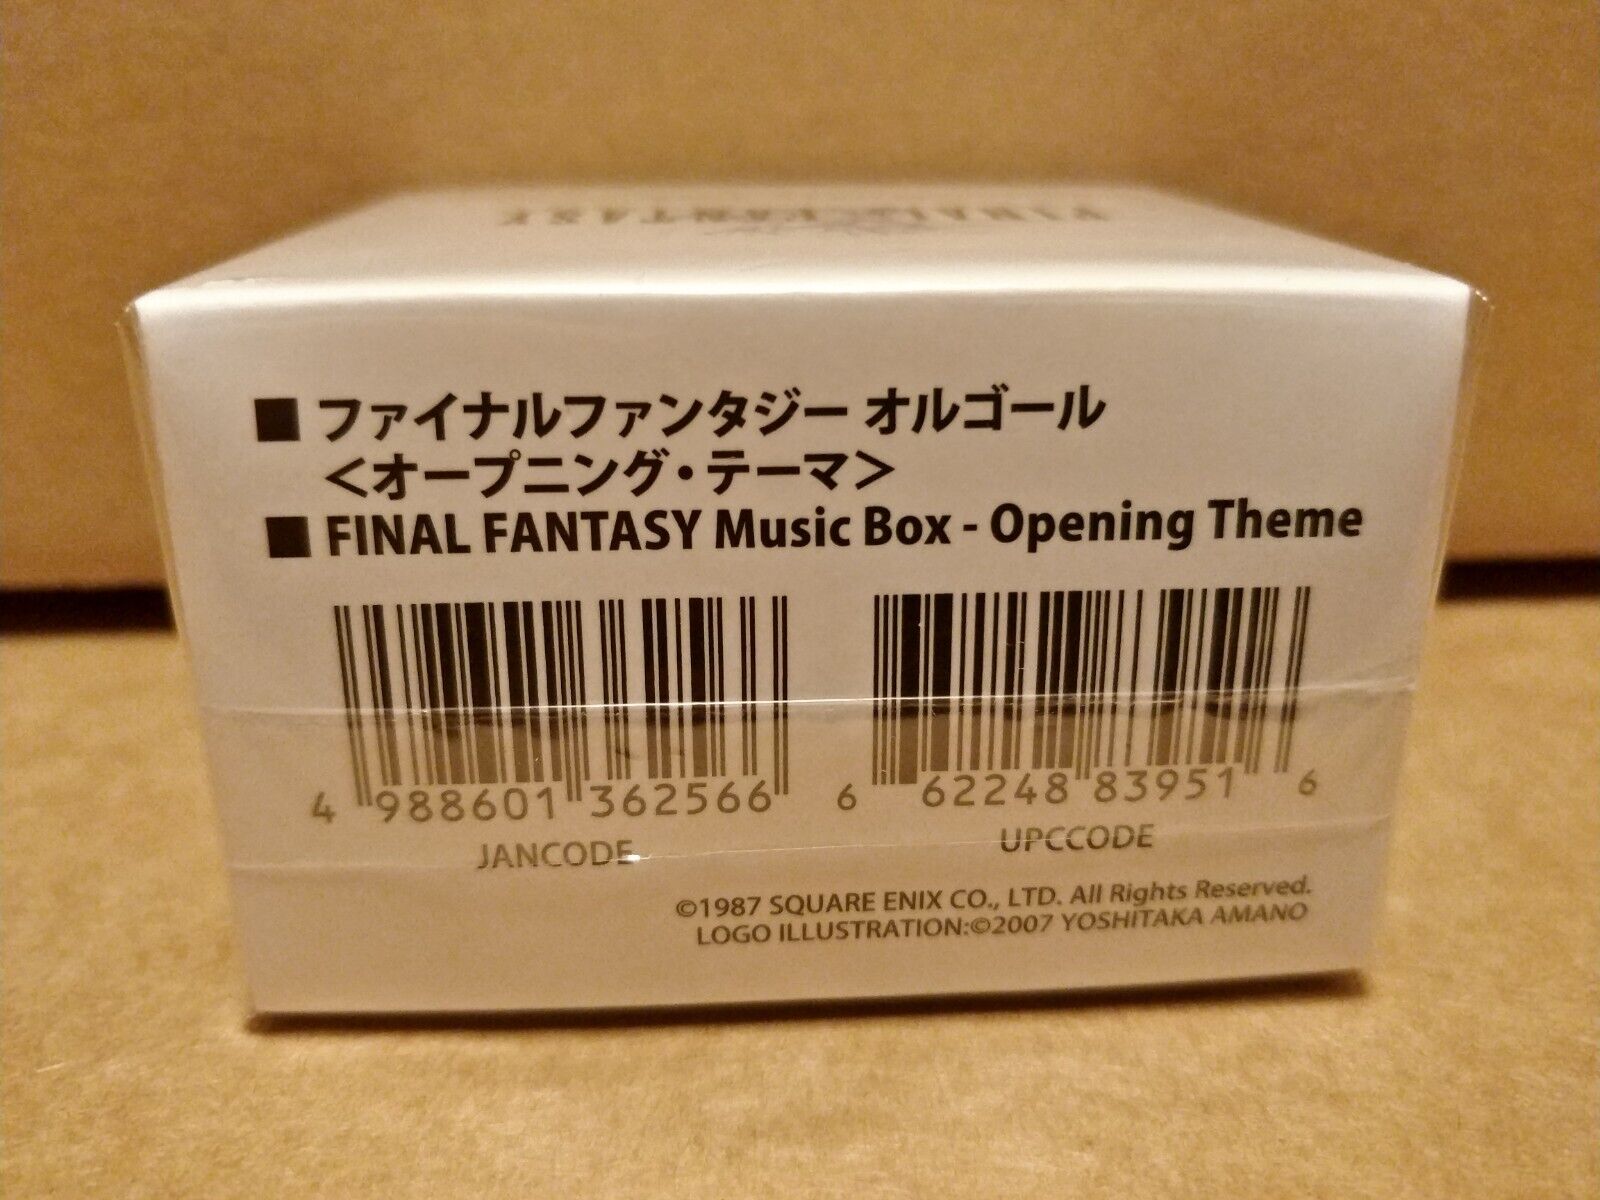 FINAL FANTASY
■ ファイナルファンタジー オルゴール
＜オープニング・テーマ＞
■ FINAL FANTASY Music Box - Opening Theme
4 988601 362566
JANCODE
6 62248 83951 6
UPCCODE
©1987 SQUARE ENIX CO., LTD. All Rights Reserved.
LOGO ILLUSTRATION:©2007 YOSHITAKA AMANO